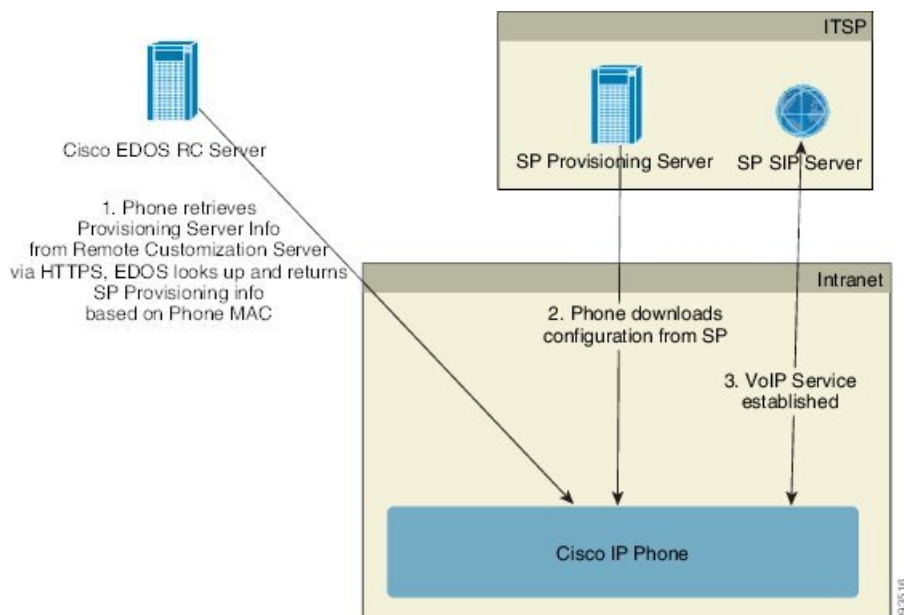 ITSP
Cisco EDOS RC Server
SP Provisioning Server
SP SIP Server
1. Phone retrieves
Provisioning Server Info
from Remote Customization Server
via HTTPS, EDOS looks up and returns
SP Provisioning info
based on Phone MAC
Intranet
2. Phone downloads
configuration from SP
3. VoIP Service
established
Cisco IP Phone